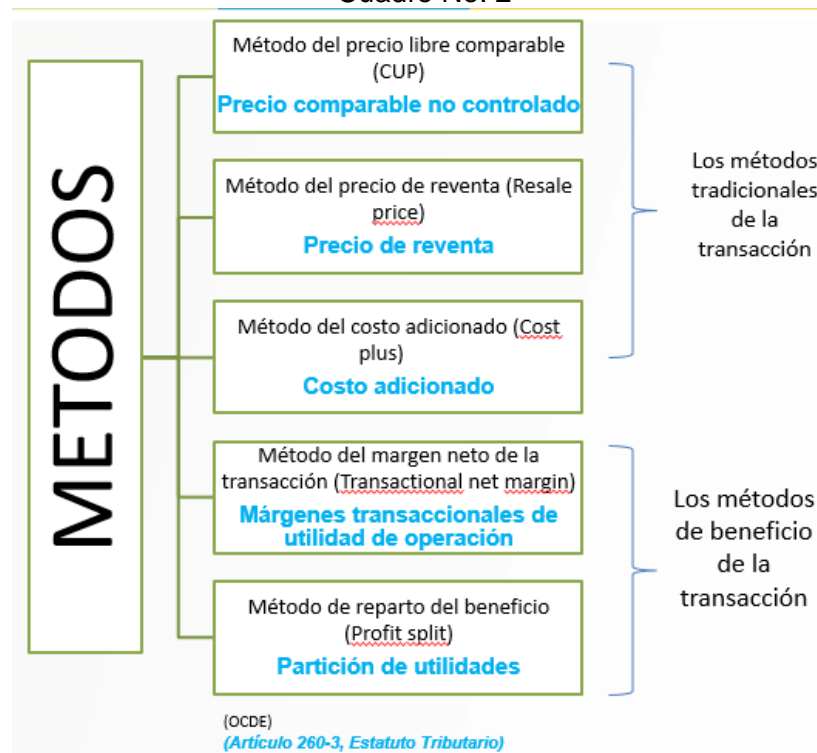 Cuadro No. 2
METODOS
Método del precio libre comparable
(CUP)
Precio comparable no controlado
Método del precio de reventa (Resale
price)
Precio de reventa
Método del costo adicionado (Cost
plus)
Costo adicionado
Método del margen neto de la
transacción (Transactional net margin)
Márgenes transaccionales de
utilidad de operación
Método de reparto del beneficio
(Profit split)
Partición de utilidades
Los métodos
tradicionales
de la
transacción
Los métodos
de beneficio
de la
transacción
(OCDE)
(Artículo 260-3, Estatuto Tributario)